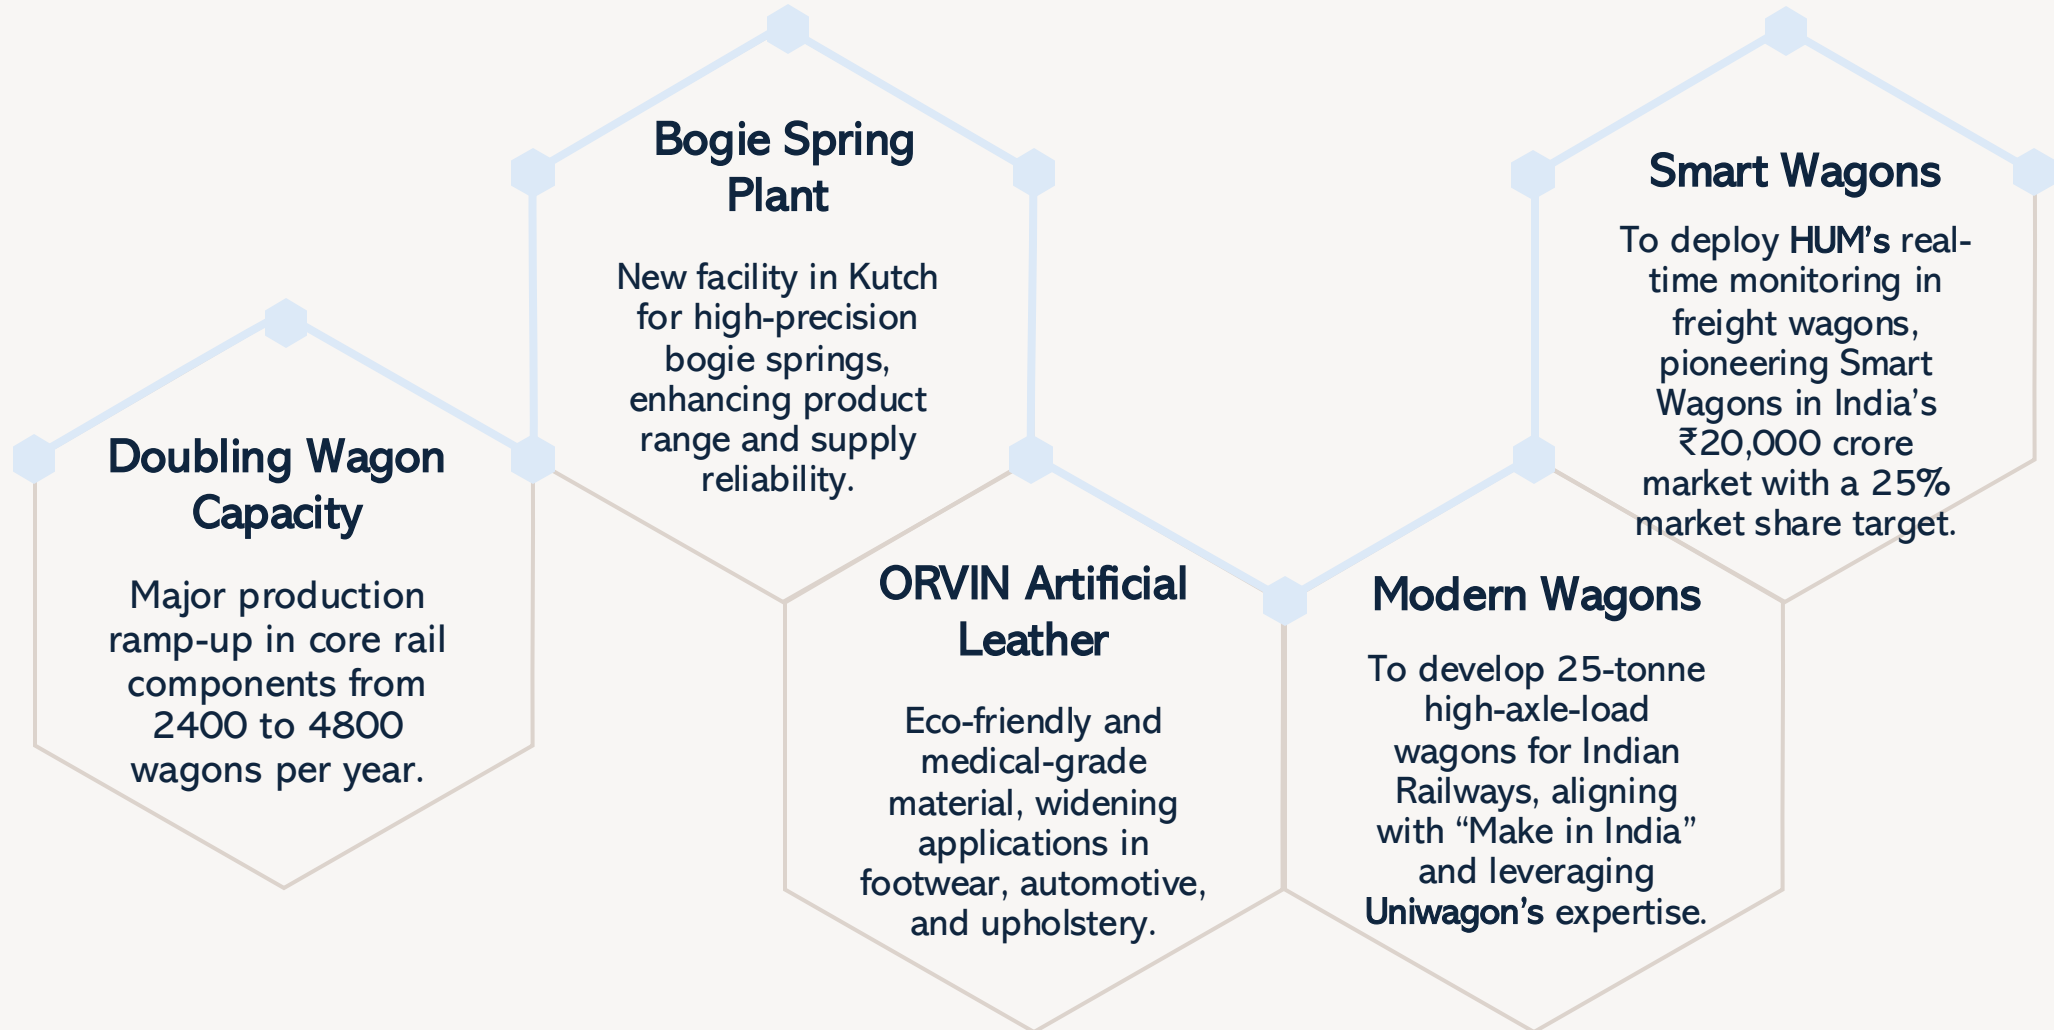 Doubling Wagon
Capacity
Major production
ramp-up in core rail
components from
2400 to 4800
wagons per year.
Bogie Spring
Plant
New facility in Kutch
for high-precision
bogie springs,
enhancing product
range and supply
reliability.
ORVIN Artificial
Leather
Eco-friendly and
medical-grade
material, widening
applications in
footwear, automotive,
and upholstery.
Modern Wagons
To develop 25-tonne
high-axle-load
wagons for Indian
Railways, aligning
with “Make in India”
and leveraging
Uniwagon’s expertise.
Smart Wagons
To deploy HUM’s real-
time monitoring in
freight wagons,
pioneering Smart
Wagons in India’s
₹20,000 crore
market with a 25%
market share target.